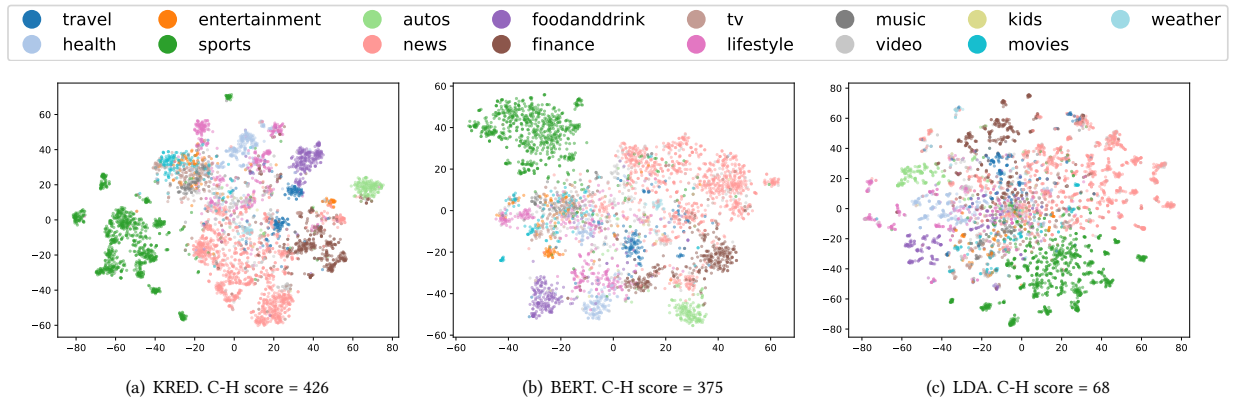 travel entertainment autos foodanddrink tv music kids weather
health sports news finance lifestyle video movies
60
40
20
0
−20
−40
−60
−80 −60 −40 −20 0 20 40 60 80
60
40
20
0
−20
−40
−60
−60 −40 −20 0 20 40 60
80
60
40
20
0
−20
−40
−60
−80
−80 −60 −40 −20 0 20 40 60 80
(a) KRED. C-H score = 426
(b) BERT. C-H score = 375
(c) LDA. C-H score = 68